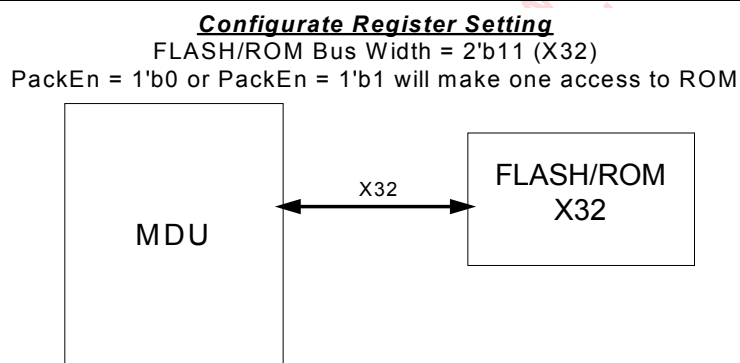 Configurate Register Setting
FLASH/ROM Bus Width = 2'b11 (X32)
PackEn = 1'b0 or PackEn = 1'b1 will make one access to ROM
X32
FLASH/ROM
X32
MDU